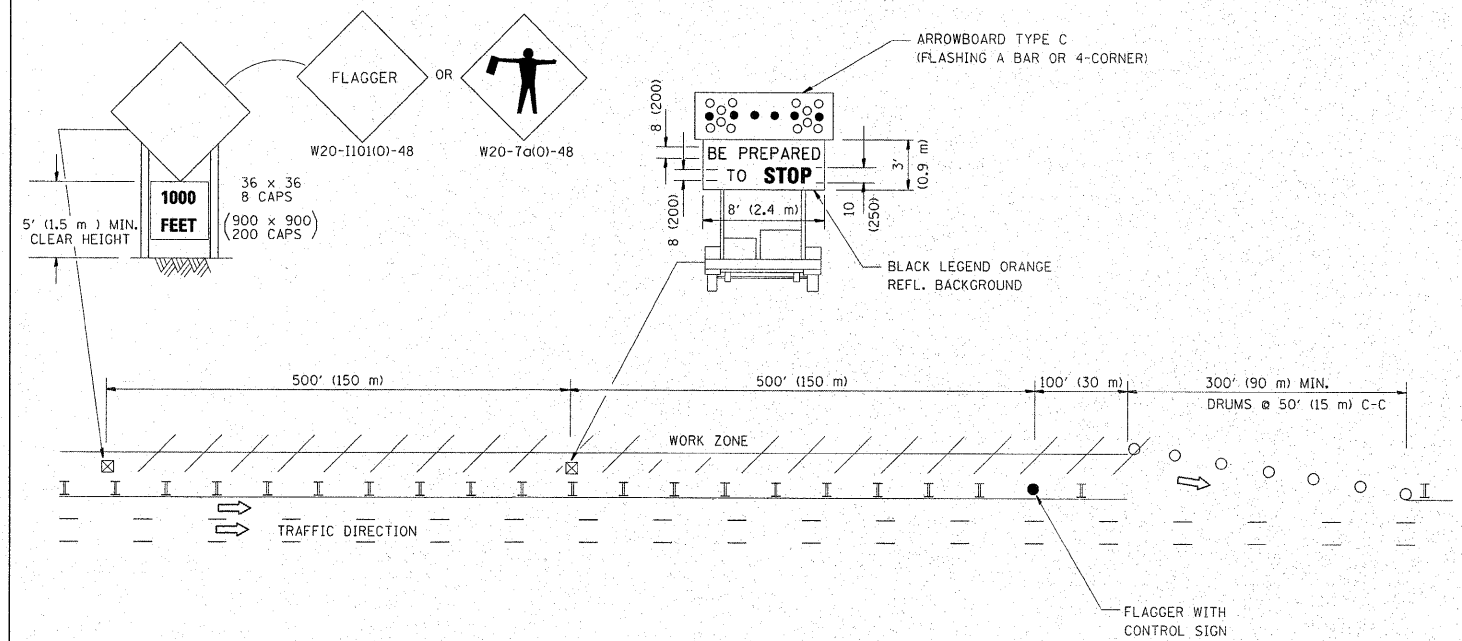 ARROWBOARD TYPE C
(FLASHING A BAR OR 4-CORNER)
FLAGGER
OR
W20-I101(O)-48
W20-7a(O)-48
1000
FEET
36 x 36
8 CAPS
(900 x 900)
200 CAPS
5' (1.5 m ) MIN.
CLEAR HEIGHT
8 (200)
8 (200)
BE PREPARED
TO STOP
3'
(0.9 m)
10
(250)
8' (2.4 m)
BLACK LEGEND ORANGE
REFL. BACKGROUND
500' (150 m)
500' (150 m)
100' (30 m)
300' (90 m) MIN.
DRUMS @ 50' (15 m) C-C
WORK ZONE
TRAFFIC DIRECTION
FLAGGER WITH
CONTROL SIGN